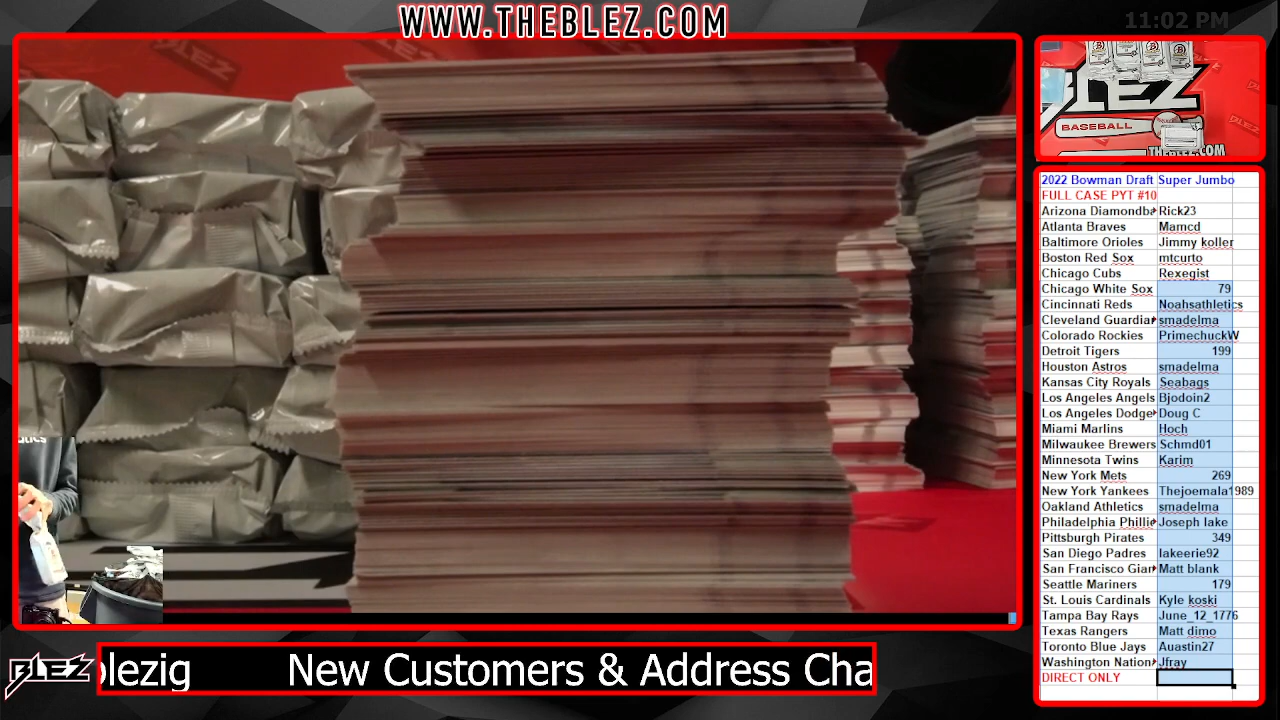 WWW.THEBLEZ.COM
11:02 PM
BLEZ
BLEZ
BASEBALL
THEBLEZ.COM
2022 Bowman Draft Super Jumbo
FULL CASE PYT #10
Arizona Diamondba Rick23
Atlanta Braves Mamcd
Baltimore Orioles Jimmy koller
Boston Red Sox mtcurto
Chicago Cubs Rexegist
Chicago White Sox 79
Cincinnati Reds Noahsathletics
Cleveland Guardian smadelma
Colorado Rockies PrimechuckW
Detroit Tigers 199
Houston Astros smadelma
Kansas City Royals Seabags
Los Angeles Angels Bjodoin2
Los Angeles Dodge Doug C
Miami Marlins Hoch
Milwaukee Brewers Schmd01
Minnesota Twins Karim
New York Mets 269
New York Yankees Thejoemala1989
Oakland Athletics smadelma
Philadelphia Phillie Joseph lake
Pittsburgh Pirates 349
San Diego Padres lakeerie92
San Francisco Gian Matt blank
Seattle Mariners 179
St. Louis Cardinals Kyle koski
Tampa Bay Rays June_12_1776
Texas Rangers Matt dimo
Toronto Blue Jays Auastin27
Washington Nation Jfray
DIRECT ONLY
BLEZ
blezig New Customers & Address Cha